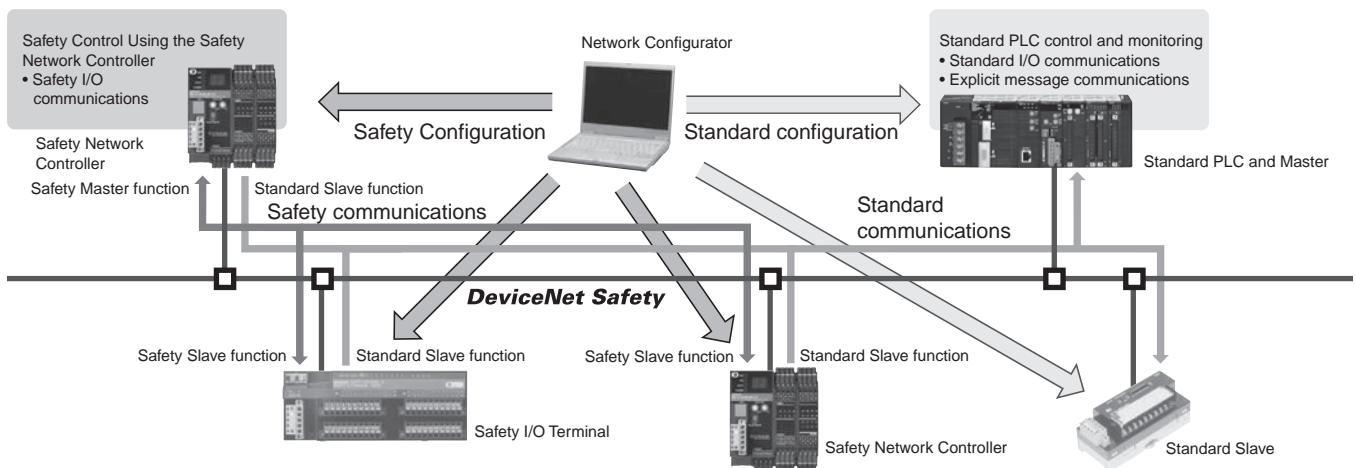 Safety Control Using the Safety
Network Controller
• Safety I/O
communications
Network Configurator
Standard PLC control and monitoring
• Standard I/O communications
• Explicit message communications
Safety Configuration
Standard configuration
Safety Network
Controller
Standard PLC and Master
Safety Master function
Standard Slave function
Safety communications
Standard
communications
DeviceNet Safety
Safety Slave function
Standard Slave function
Safety Slave function
Standard Slave function
Safety I/O Terminal
Safety Network Controller
Standard Slave